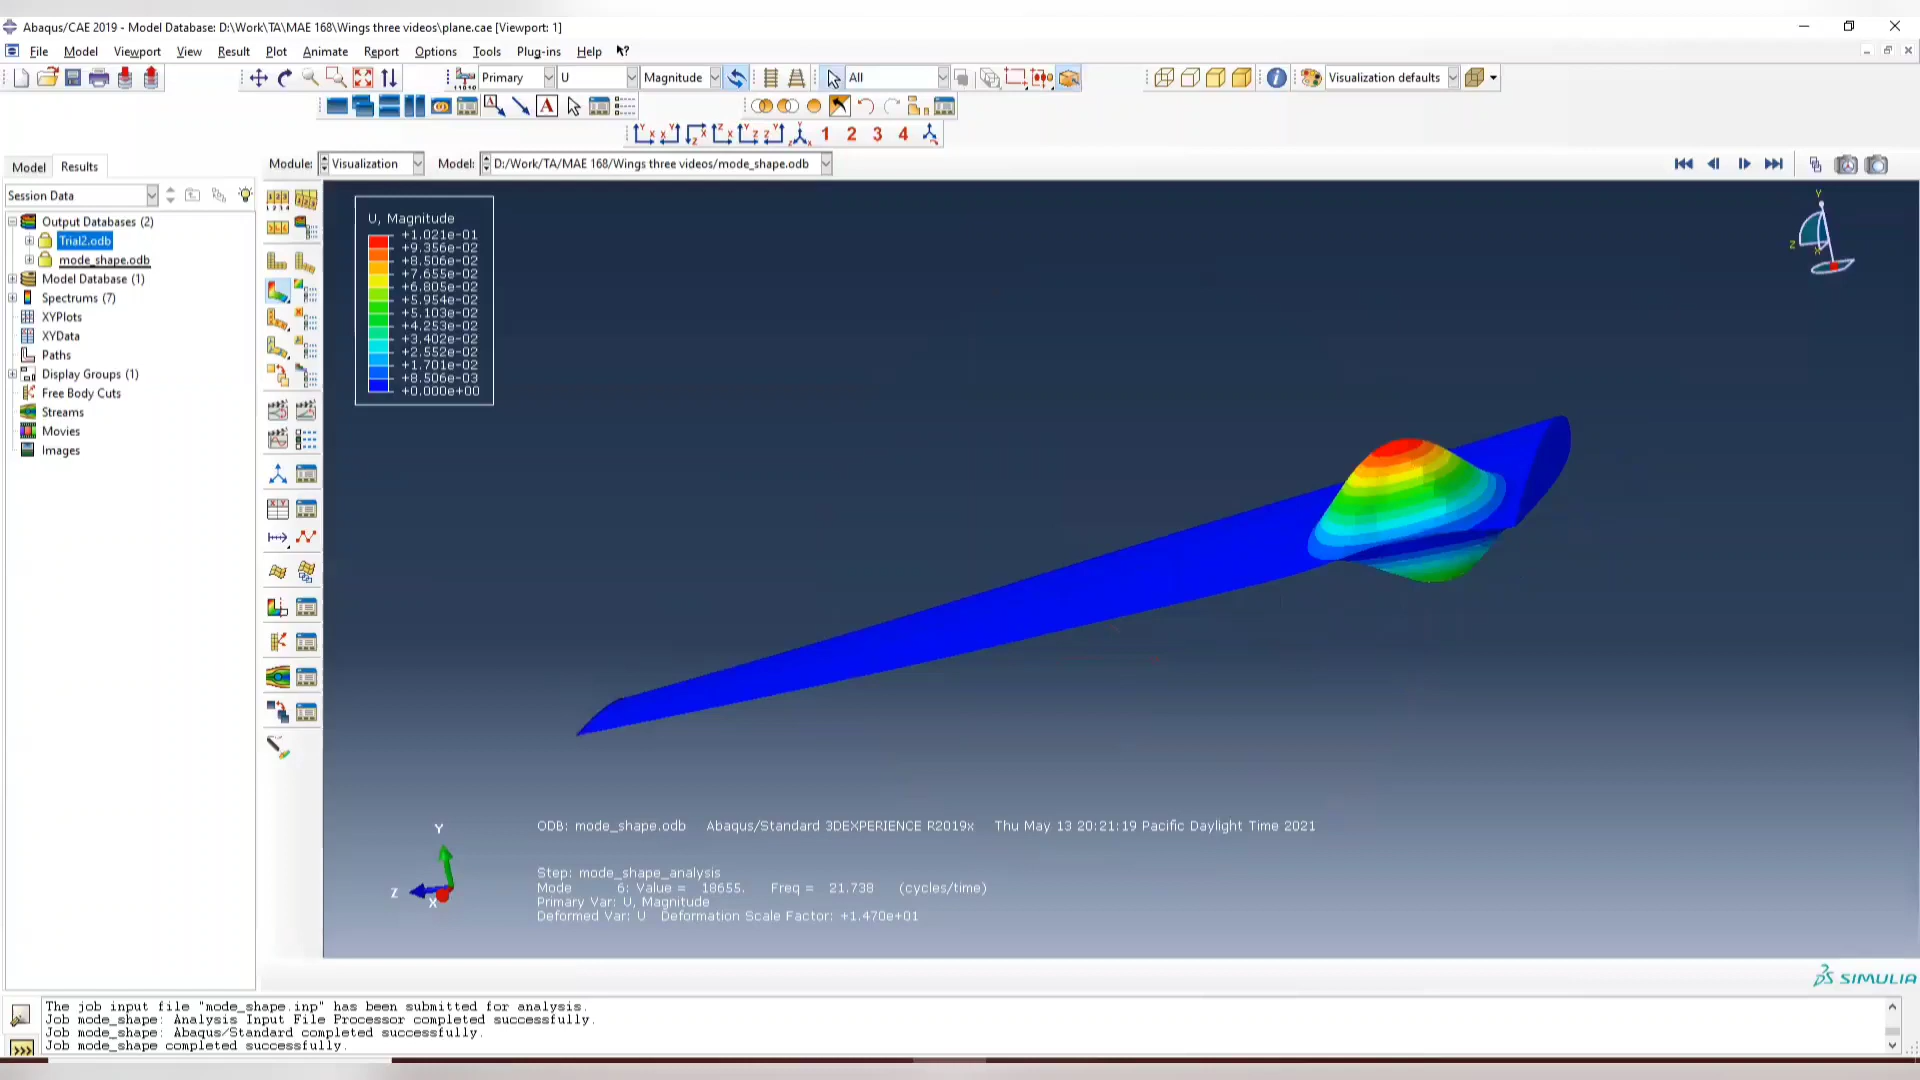 Abaqus/CAE 2019 - Model Database: D:\Work\TA\MAE 168\Wings three videos\plane.cae [Viewport: 1]
File Model Viewport View Result Plot Animate Report Options Tools Plug-ins Help
Primary U Magnitude All Visualization defaults
1 2 3 4
Model Results Module: Visualization Model: D:/Work/TA/MAE 168/Wings three videos/mode_shape.odb
Session Data
Output Databases (2)
Trial2.odb
mode_shape.odb
Model Database (1)
Spectrums (7)
XYPlots
XYData
Paths
Display Groups (1)
Free Body Cuts
Streams
Movies
Images
U, Magnitude
+1.021e-01
+9.356e-02
+8.506e-02
+7.655e-02
+6.805e-02
+5.954e-02
+5.103e-02
+4.253e-02
+3.402e-02
+2.552e-02
+1.701e-02
+8.506e-03
+0.000e+00
Y
Z
X
Y
Z
X
ODB: mode_shape.odb Abaqus/Standard 3DEXPERIENCE R2019x Thu May 13 20:21:19 Pacific Daylight Time 2021
Step: mode_shape_analysis
Mode 6: Value = 18655. Freq = 21.738 (cycles/time)
Primary Var: U, Magnitude
Deformed Var: U Deformation Scale Factor: +1.470e+01
SIMULIA
The job input file "mode_shape.inp" has been submitted for analysis.
Job mode_shape: Analysis Input File Processor completed successfully.
Job mode_shape: Abaqus/Standard completed successfully.
Job mode_shape completed successfully.